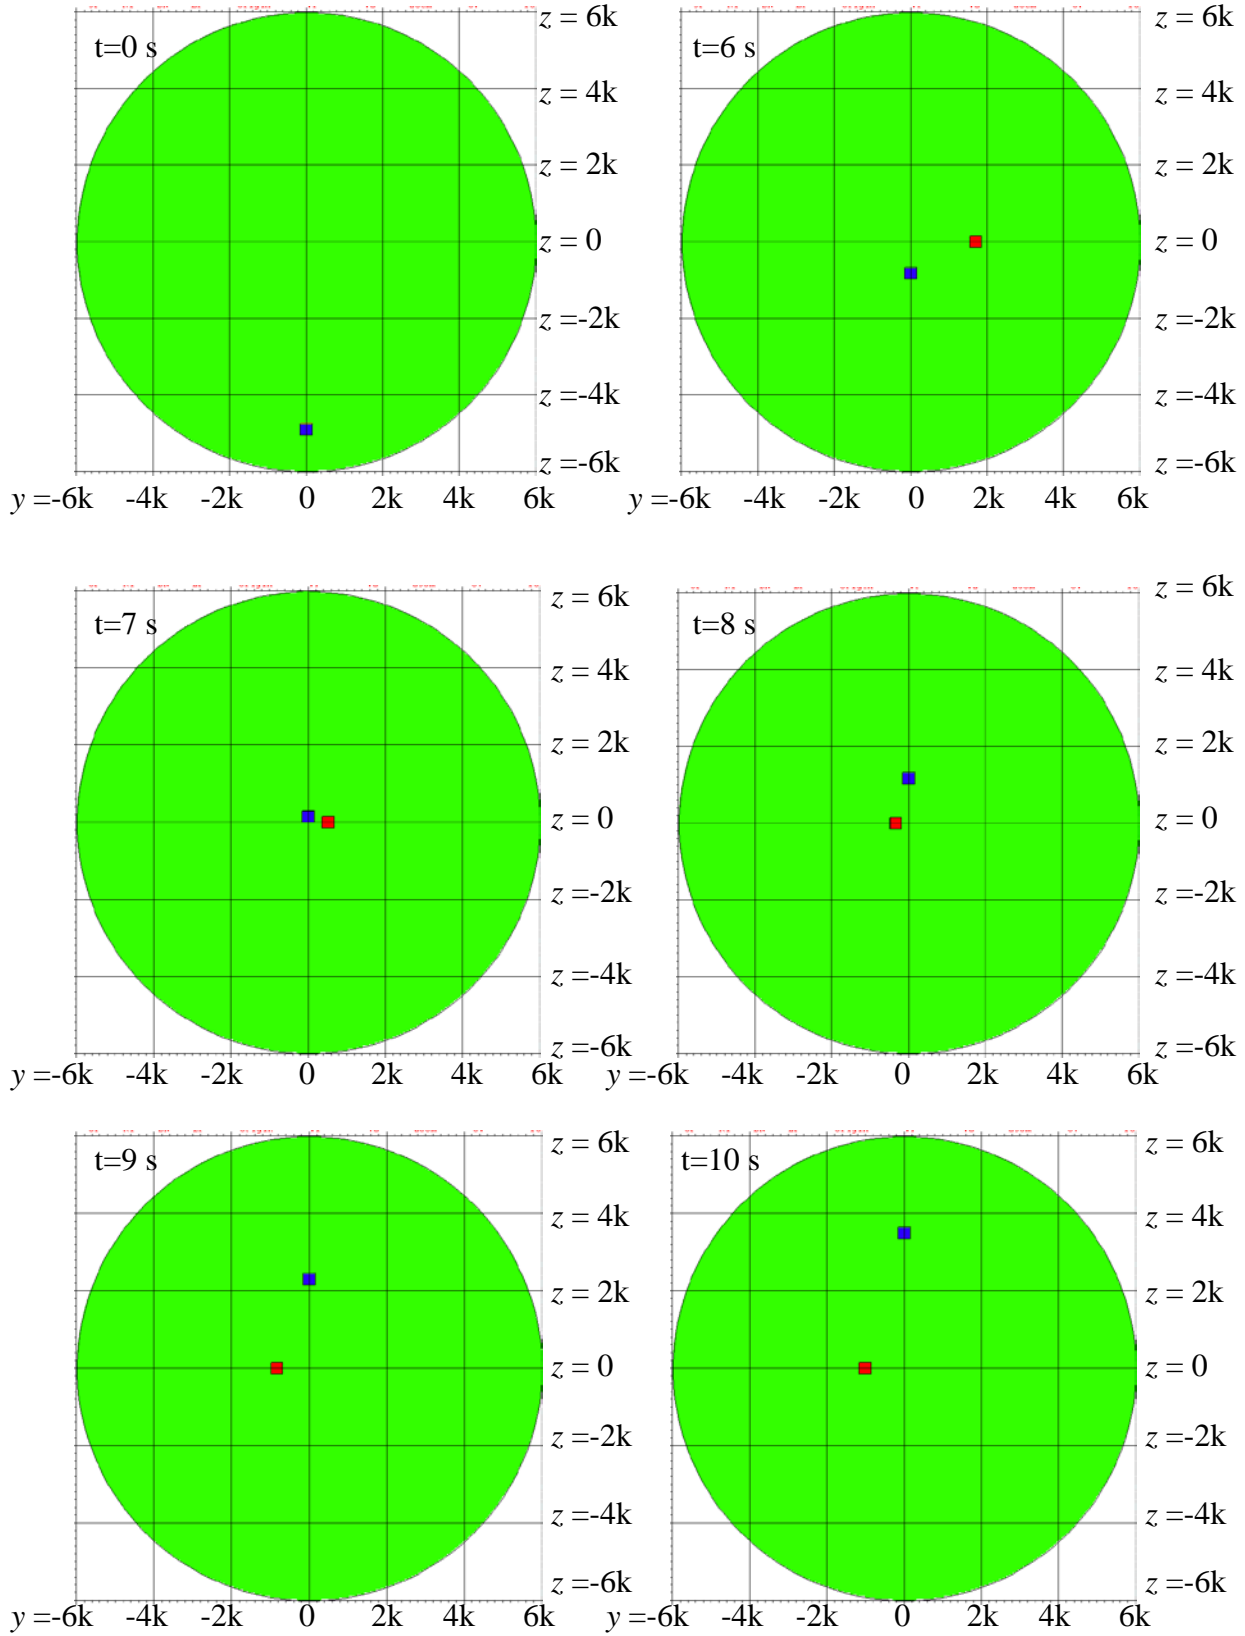 t=0 s
z = 6k
z = 4k
z = 2k
z = 0
z =-2k
z =-4k
z =-6k
y =-6k -4k -2k 0 2k 4k 6k
t=6 s
z = 6k
z = 4k
z = 2k
z = 0
z =-2k
z =-4k
z =-6k
y =-6k -4k -2k 0 2k 4k 6k
t=7 s
z = 6k
z = 4k
z = 2k
z = 0
z =-2k
z =-4k
z =-6k
y =-6k -4k -2k 0 2k 4k 6k
t=8 s
z = 6k
z = 4k
z = 2k
z = 0
z =-2k
z =-4k
z =-6k
y =-6k -4k -2k 0 2k 4k 6k
t=9 s
z = 6k
z = 4k
z = 2k
z = 0
z =-2k
z =-4k
z =-6k
y =-6k -4k -2k 0 2k 4k 6k
t=10 s
z = 6k
z = 4k
z = 2k
z = 0
z =-2k
z =-4k
z =-6k
y =-6k -4k -2k 0 2k 4k 6k